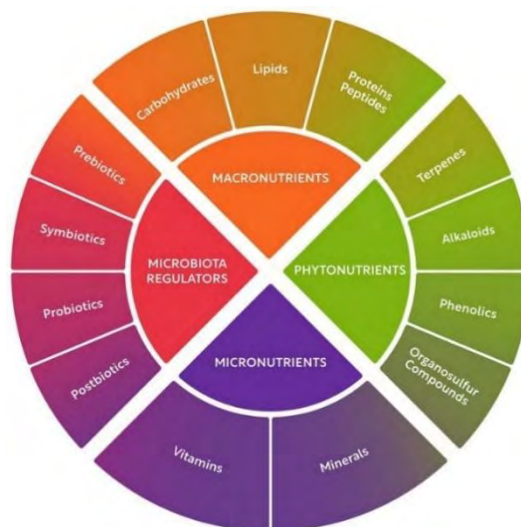 Carbohydrates
Lipids
Proteins
Peptides
MACRONUTRIENTS
Prebiotics
Symbiotics
Probiotics
Postbiotics
MICROBIOTA
REGULATORS
PHYTONUTRIENTS
Terpenes
Alkaloids
Phenolics
Organosulfur
Compounds
MICRONUTRIENTS
Vitamins
Minerals